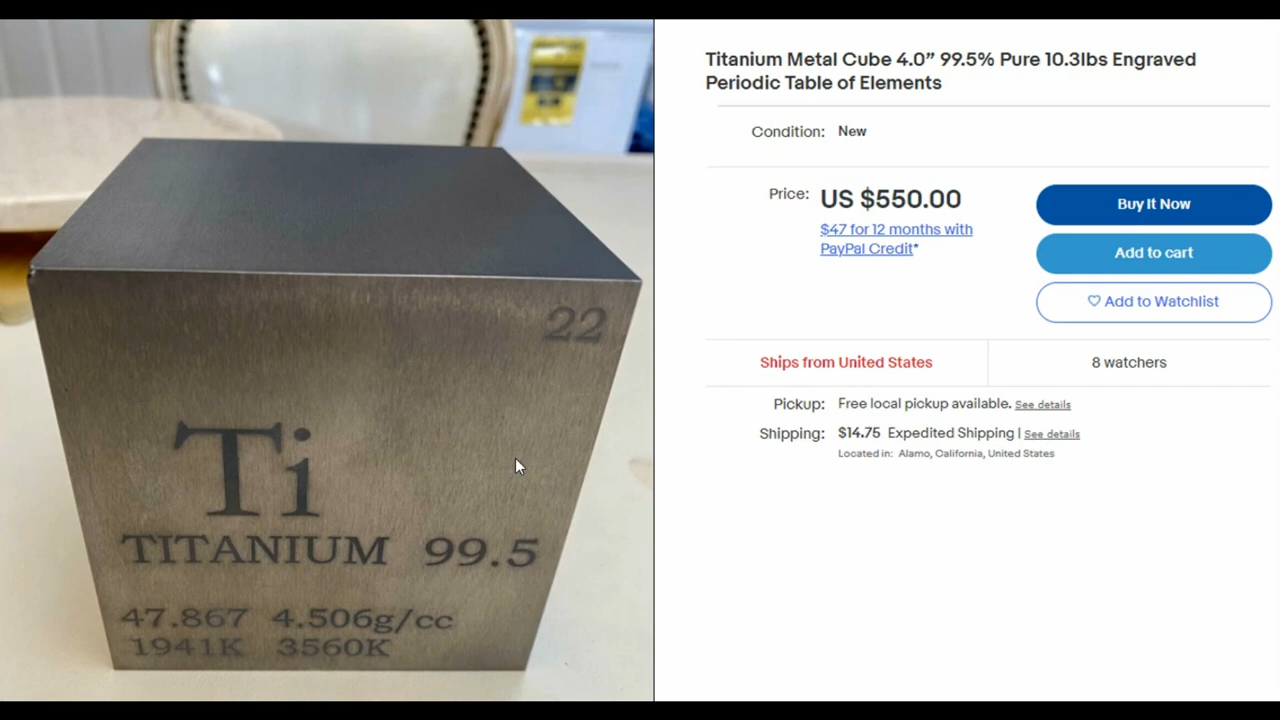 22
Ti
TITANIUM 99.5
47.867 4.506g/cc
1941K 3560K
Titanium Metal Cube 4.0” 99.5% Pure 10.3lbs Engraved
Periodic Table of Elements
Condition: New
Price: US $550.00
$47 for 12 months with
PayPal Credit*
Buy It Now
Add to cart
Add to Watchlist
Ships from United States
8 watchers
Pickup: Free local pickup available. See details
Shipping: $14.75 Expedited Shipping | See details
Located in: Alamo, California, United States